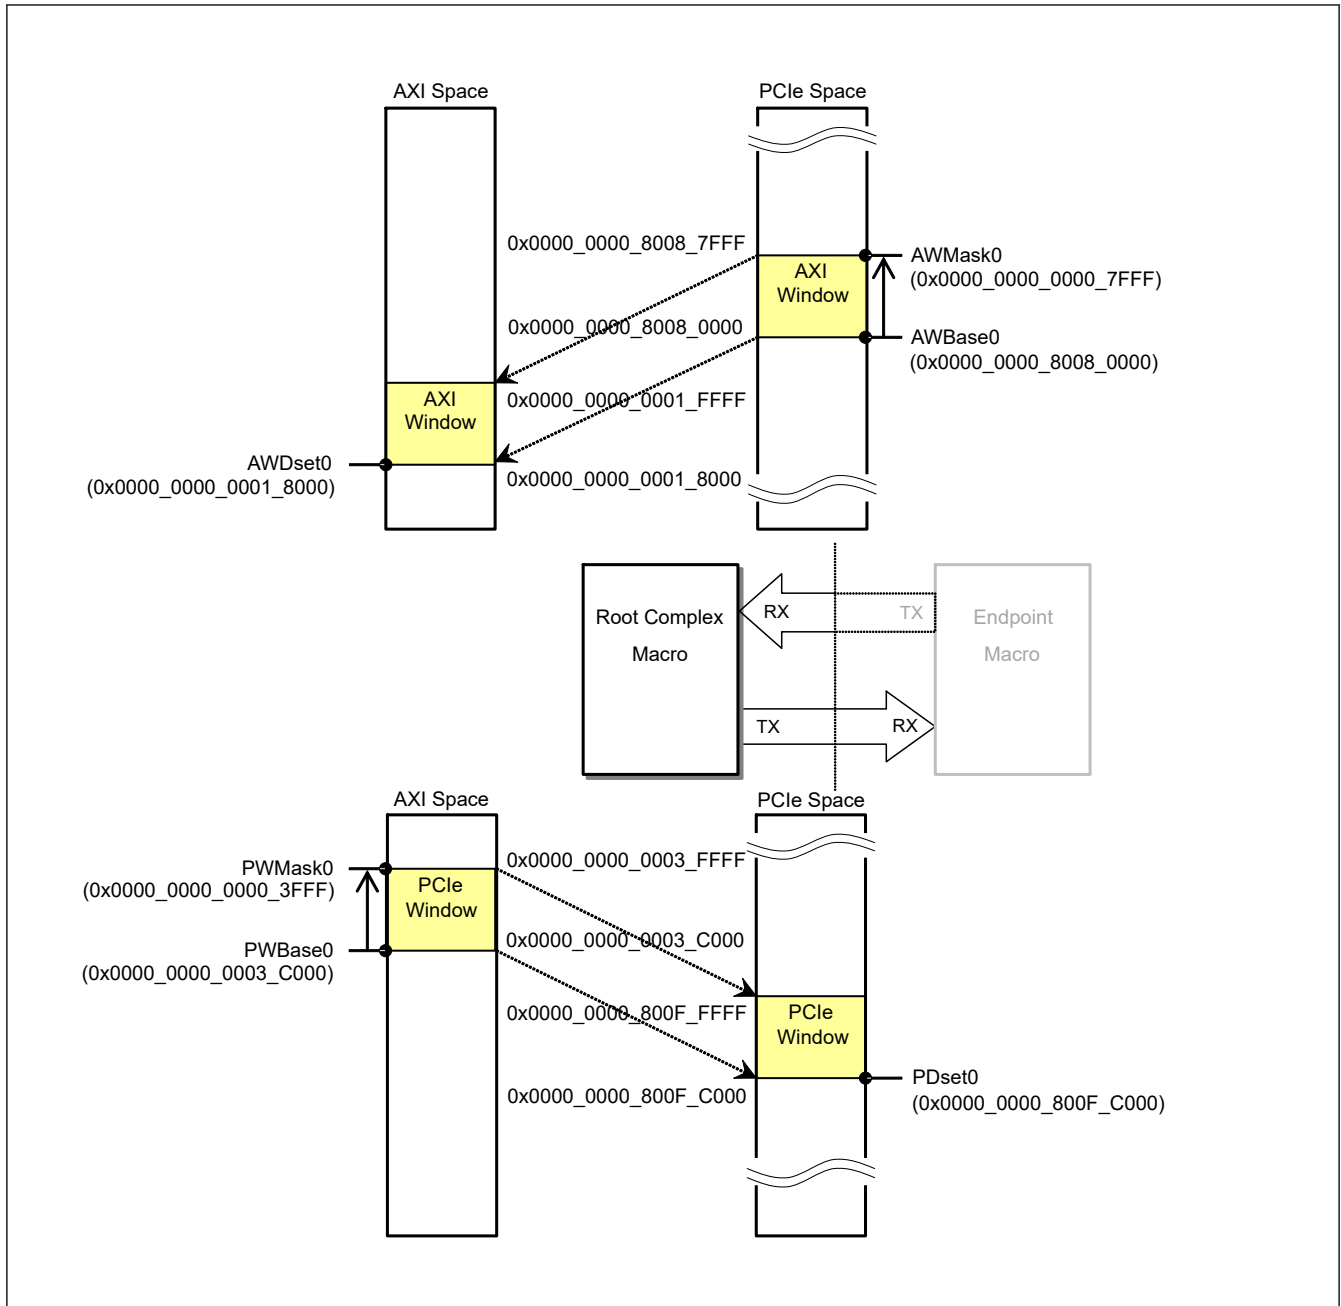 AXI Space
PCIe Space
0x0000_0000_8008_7FFF
AWMask0
(0x0000_0000_0000_7FFF)
AXI
Window
0x0000_0000_8008_0000
AWBase0
(0x0000_0000_8008_0000)
AXI
Window
0x0000_0000_0001_FFFF
AWDset0
(0x0000_0000_0001_8000)
0x0000_0000_0001_8000
Root Complex
Macro
RX
TX
Endpoint
Macro
TX
RX
AXI Space
PCIe Space
PWMask0
(0x0000_0000_0000_3FFF)
0x0000_0000_0003_FFFF
PCIe
Window
PWBase0
(0x0000_0000_0003_C000)
0x0000_0000_0003_C000
0x0000_0000_800F_FFFF
PCIe
Window
0x0000_0000_800F_C000
PDset0
(0x0000_0000_800F_C000)